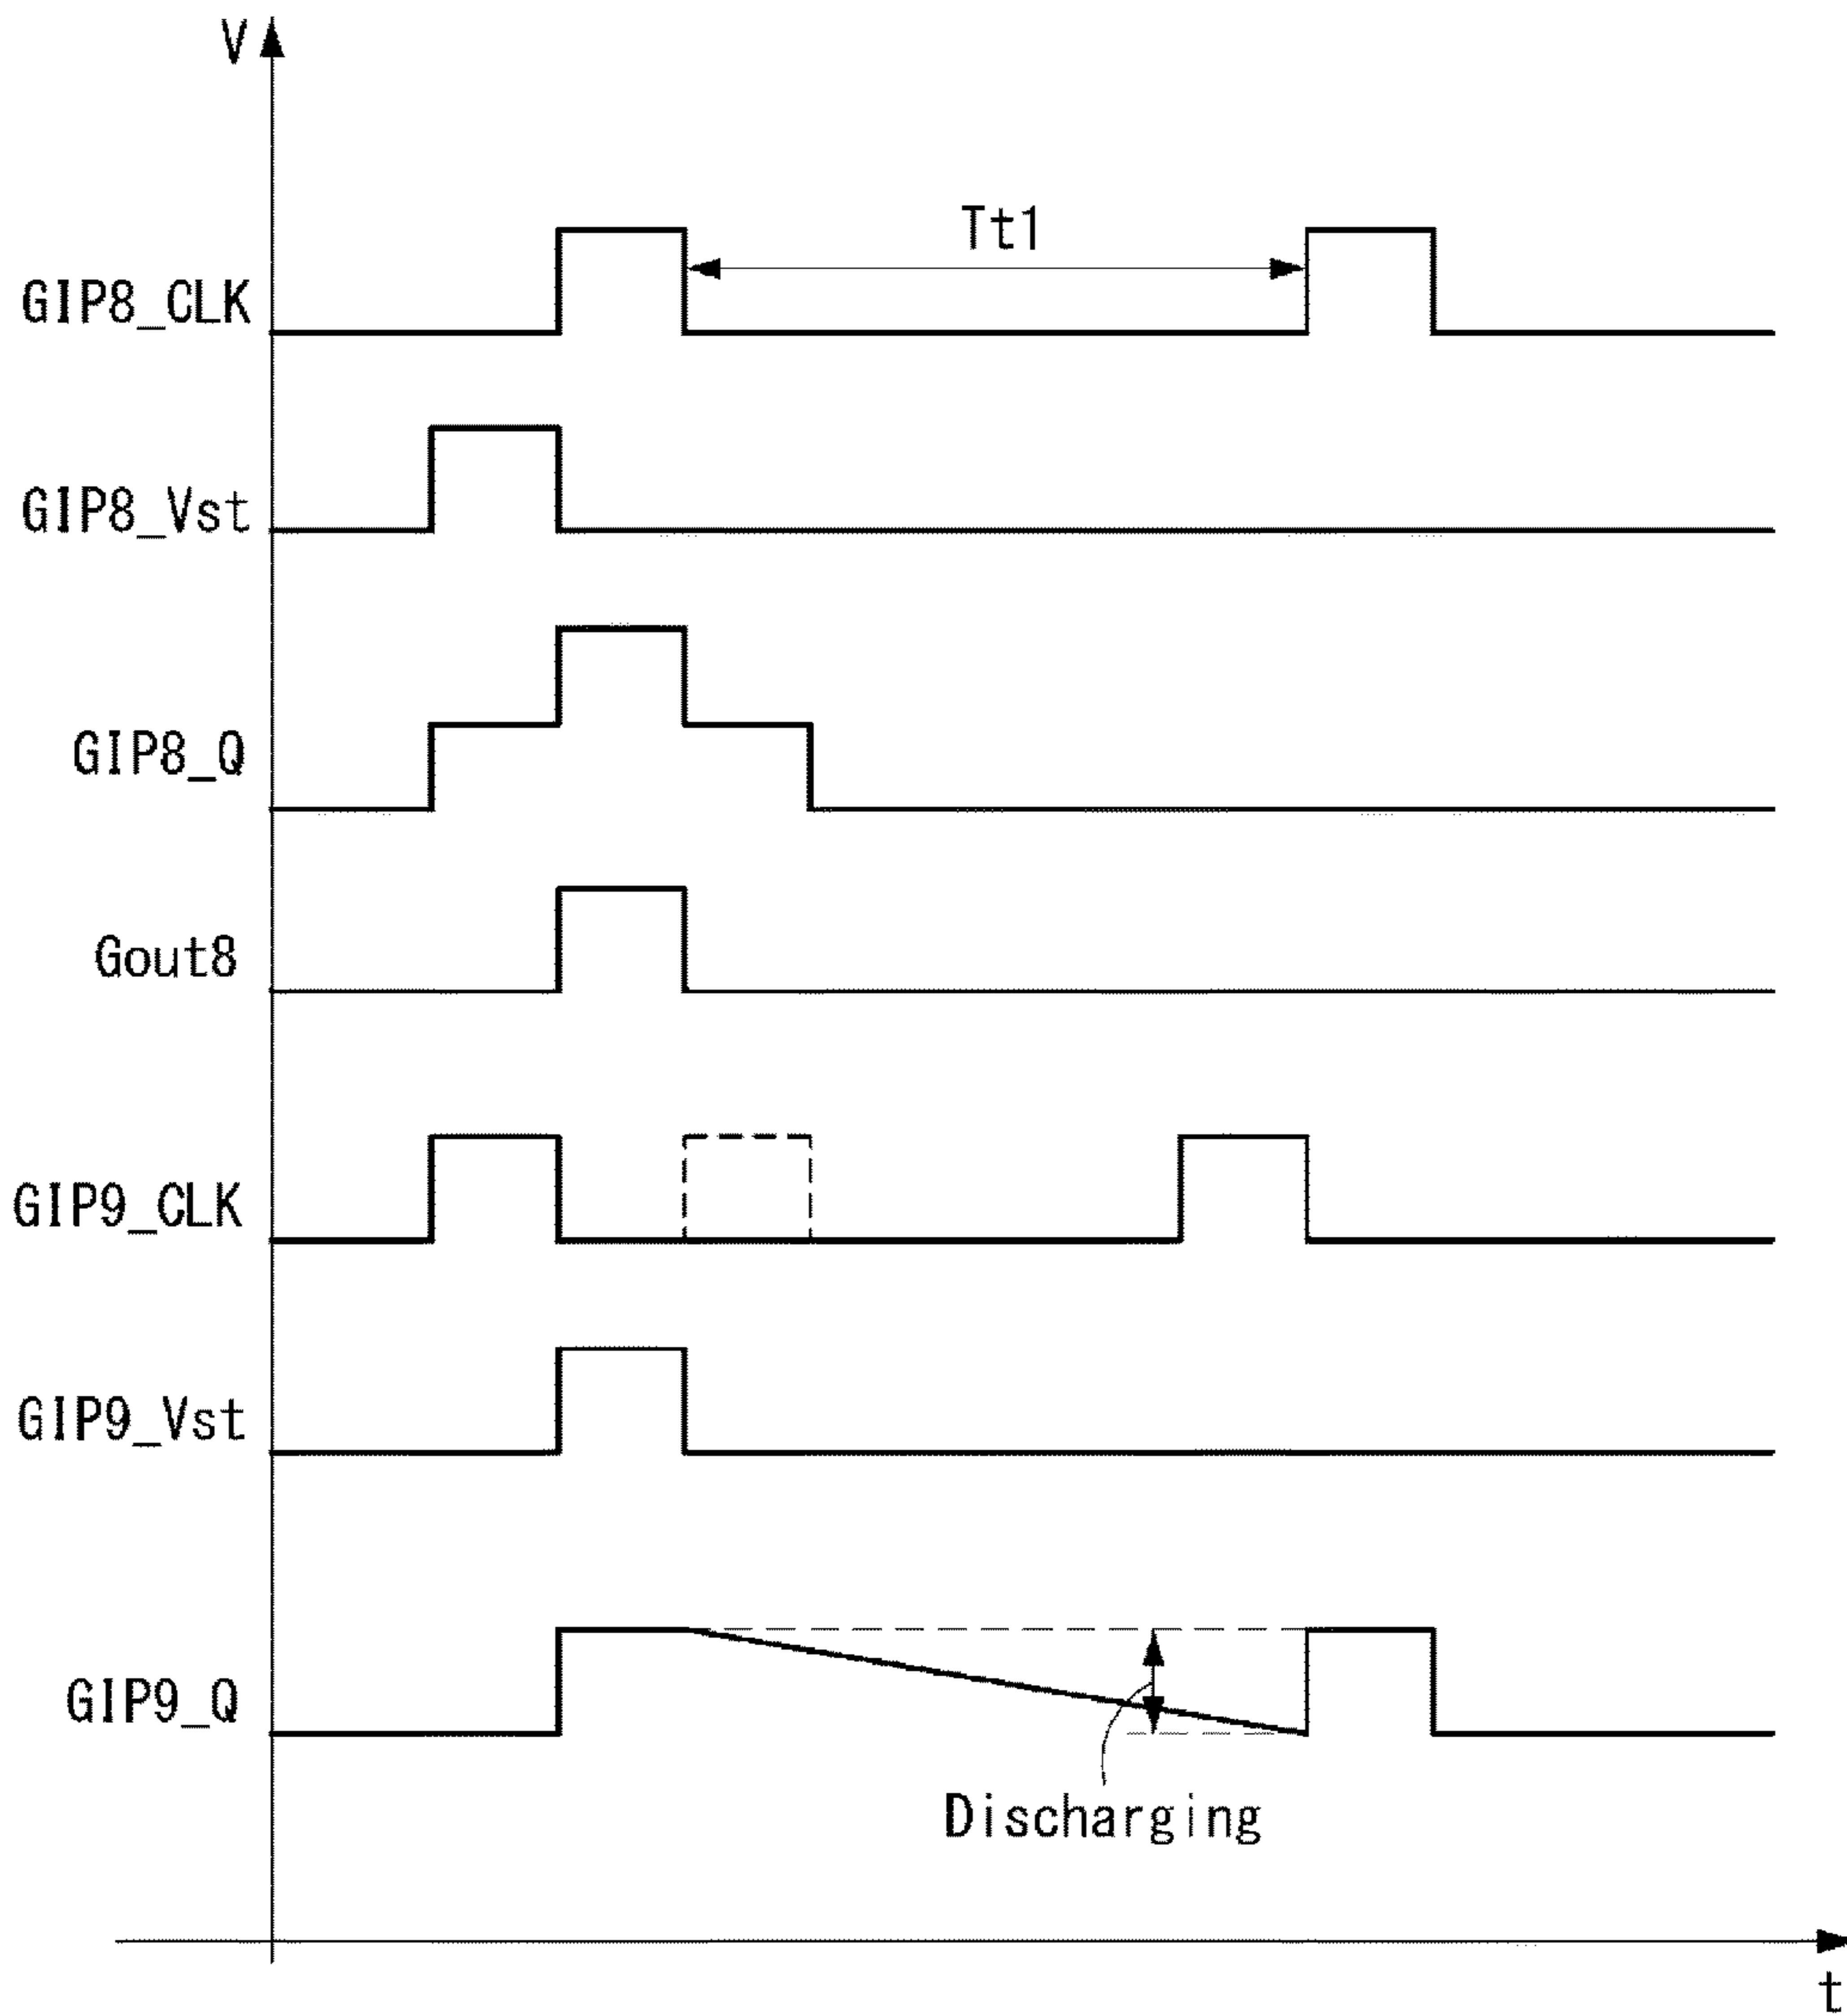 V
Tt1
GIP8_CLK
GIP8_Vst
GIP8_Q
Gout8
GIP9_CLK
GIP9_Vst
GIP9_Q
Discharging
t